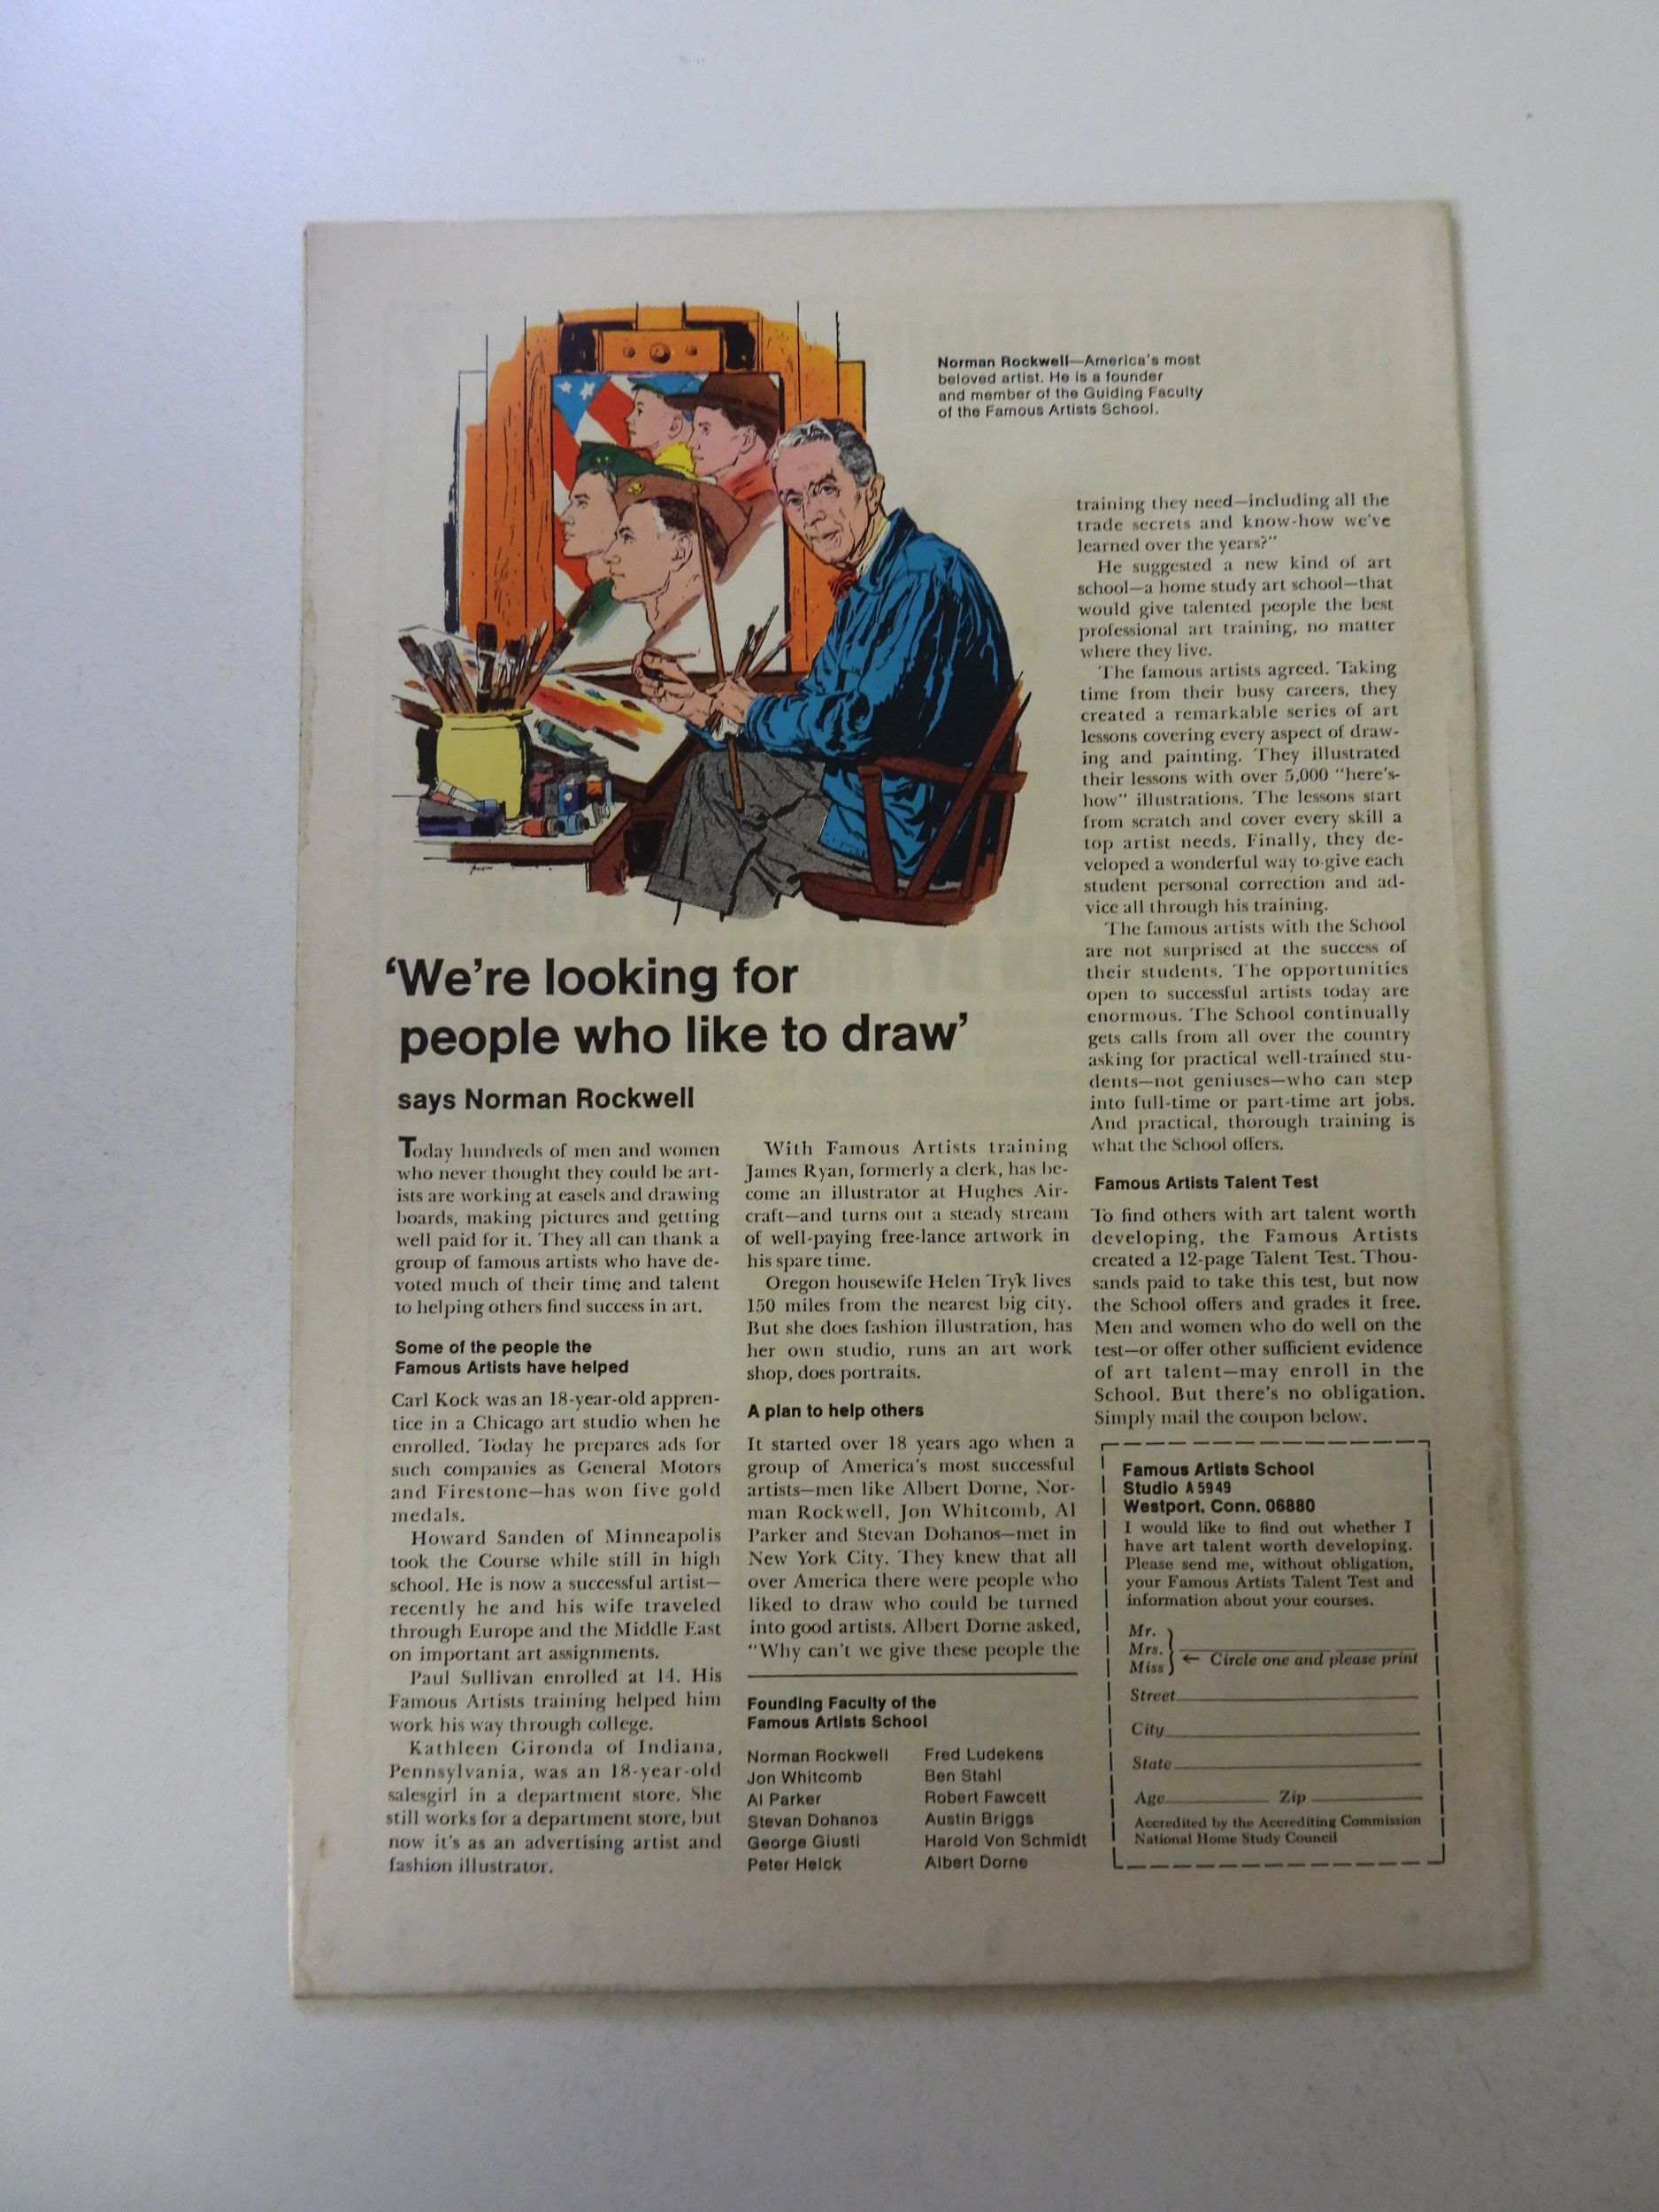 Norman Rockwell—America's most
beloved artist. He is a founder
and member of the Guiding Faculty
of the Famous Artists School.
'We're looking for
people who like to draw'
says Norman Rockwell
Today hundreds of men and women
who never thought they could be art-
ists are working at easels and drawing
boards, making pictures and getting
well paid for it. They all can thank a
group of famous artists who have de-
voted much of their time and talent
to helping others find success in art.
Some of the people the
Famous Artists have helped
Carl Kock was an 18-year-old appren-
tice in a Chicago art studio when he
enrolled. Today he prepares ads for
such companies as General Motors
and Firestone—has won five gold
medals.
Howard Sanden of Minneapolis
took the Course while still in high
school. He is now a successful artist—
recently he and his wife traveled
through Europe and the Middle East
on important art assignments.
Paul Sullivan enrolled at 14. His
Famous Artists training helped him
work his way through college.
Kathleen Gironda of Indiana,
Pennsylvania, was an 18-year-old
salesgirl in a department store. She
still works for a department store, but
now it's as an advertising artist and
fashion illustrator.
With Famous Artists training
James Ryan, formerly a clerk, has be-
come an illustrator at Hughes Air-
craft—and turns out a steady stream
of well-paying free-lance artwork in
his spare time.
Oregon housewife Helen Tryk lives
150 miles from the nearest big city.
But she does fashion illustration, has
her own studio, runs an art work
shop, does portraits.
A plan to help others
It started over 18 years ago when a
group of America's most successful
artists—men like Albert Dorne, Nor-
man Rockwell, Jon Whitcomb, Al
Parker and Stevan Dohanos—met in
New York City. They knew that all
over America there were people who
liked to draw who could be turned
into good artists. Albert Dorne asked,
"Why can't we give these people the
training they need—including all the
trade secrets and know-how we've
learned over the years?"
He suggested a new kind of art
school—a home study art school—that
would give talented people the best
professional art training, no matter
where they live.
The famous artists agreed. Taking
time from their busy careers, they
created a remarkable series of art
lessons covering every aspect of draw-
ing and painting. They illustrated
their lessons with over 5,000 "here's-
how" illustrations. The lessons start
from scratch and cover every skill a
top artist needs. Finally, they de-
veloped a wonderful way to give each
student personal correction and ad-
vice all through his training.
The famous artists with the School
are not surprised at the success of
their students. The opportunities
open to successful artists today are
enormous. The School continually
gets calls from all over the country
asking for practical well-trained stu-
dents—not geniuses—who can step
into full-time or part-time art jobs.
And practical, thorough training is
what the School offers.
Famous Artists Talent Test
To find others with art talent worth
developing, the Famous Artists
created a 12-page Talent Test. Thou-
sands paid to take this test, but now
the School offers and grades it free.
Men and women who do well on the
test—or offer other sufficient evidence
of art talent—may enroll in the
School. But there's no obligation.
Simply mail the coupon below.
Founding Faculty of the
Famous Artists School
Norman Rockwell
Jon Whitcomb
Al Parker
Stevan Dohanos
George Giusti
Peter Helck
Fred Ludekens
Ben Stahl
Robert Fawcett
Austin Briggs
Harold Von Schmidt
Albert Dorne
Famous Artists School
Studio A 5949
Westport, Conn. 06880
I would like to find out whether I
have art talent worth developing.
Please send me, without obligation,
your Famous Artists Talent Test and
information about your courses.
Mr.
Mrs.
Miss
← Circle one and please print
Street
City
State
Age Zip
Accredited by the Accrediting Commission
National Home Study Council